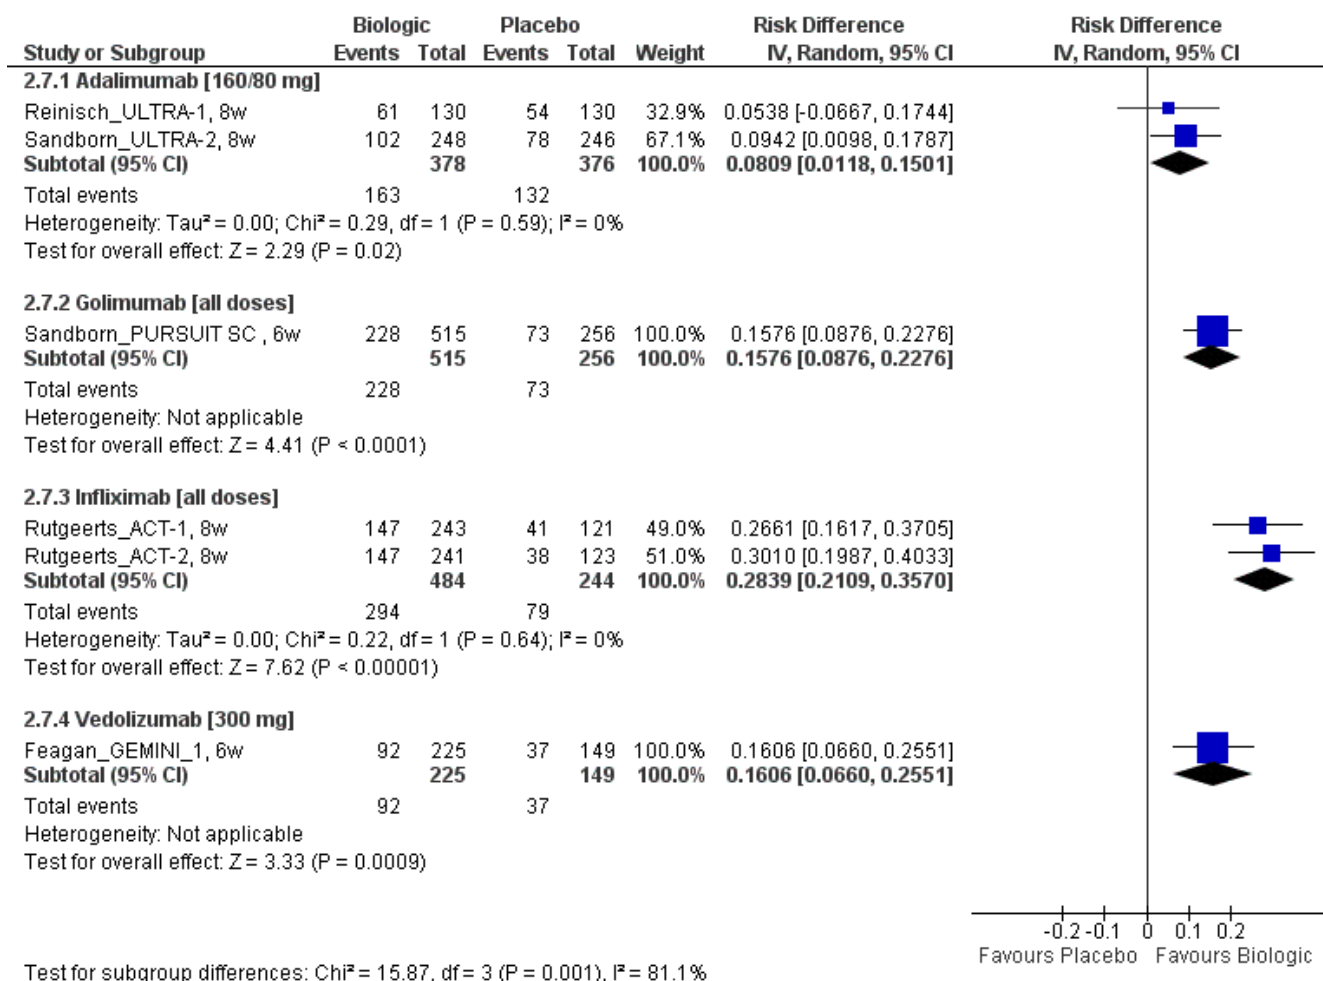 Biologic Placebo Risk Difference Risk Difference
Study or Subgroup Events Total Events Total Weight IV, Random, 95% CI IV, Random, 95% CI
2.7.1 Adalimumab [160/80 mg]
Reinisch_ULTRA-1, 8w 61 130 54 130 32.9% 0.0538 [-0.0667, 0.1744]
Sandborn_ULTRA-2, 8w 102 248 78 246 67.1% 0.0942 [0.0098, 0.1787]
Subtotal (95% CI) 378 376 100.0% 0.0809 [0.0118, 0.1501]
Total events 163 132
Heterogeneity: Tau² = 0.00; Chi² = 0.29, df = 1 (P = 0.59); I² = 0%
Test for overall effect: Z = 2.29 (P = 0.02)
2.7.2 Golimumab [all doses]
Sandborn_PURSUIT SC , 6w 228 515 73 256 100.0% 0.1576 [0.0876, 0.2276]
Subtotal (95% CI) 515 256 100.0% 0.1576 [0.0876, 0.2276]
Total events 228 73
Heterogeneity: Not applicable
Test for overall effect: Z = 4.41 (P < 0.0001)
2.7.3 Infliximab [all doses]
Rutgeerts_ACT-1, 8w 147 243 41 121 49.0% 0.2661 [0.1617, 0.3705]
Rutgeerts_ACT-2, 8w 147 241 38 123 51.0% 0.3010 [0.1987, 0.4033]
Subtotal (95% CI) 484 244 100.0% 0.2839 [0.2109, 0.3570]
Total events 294 79
Heterogeneity: Tau² = 0.00; Chi² = 0.22, df = 1 (P = 0.64); I² = 0%
Test for overall effect: Z = 7.62 (P < 0.00001)
2.7.4 Vedolizumab [300 mg]
Feagan_GEMINI_1, 6w 92 225 37 149 100.0% 0.1606 [0.0660, 0.2551]
Subtotal (95% CI) 225 149 100.0% 0.1606 [0.0660, 0.2551]
Total events 92 37
Heterogeneity: Not applicable
Test for overall effect: Z = 3.33 (P = 0.0009)
-0.2 -0.1 0 0.1 0.2
Favours Placebo Favours Biologic
Test for subgroup differences: Chi² = 15.87, df = 3 (P = 0.001), I² = 81.1%